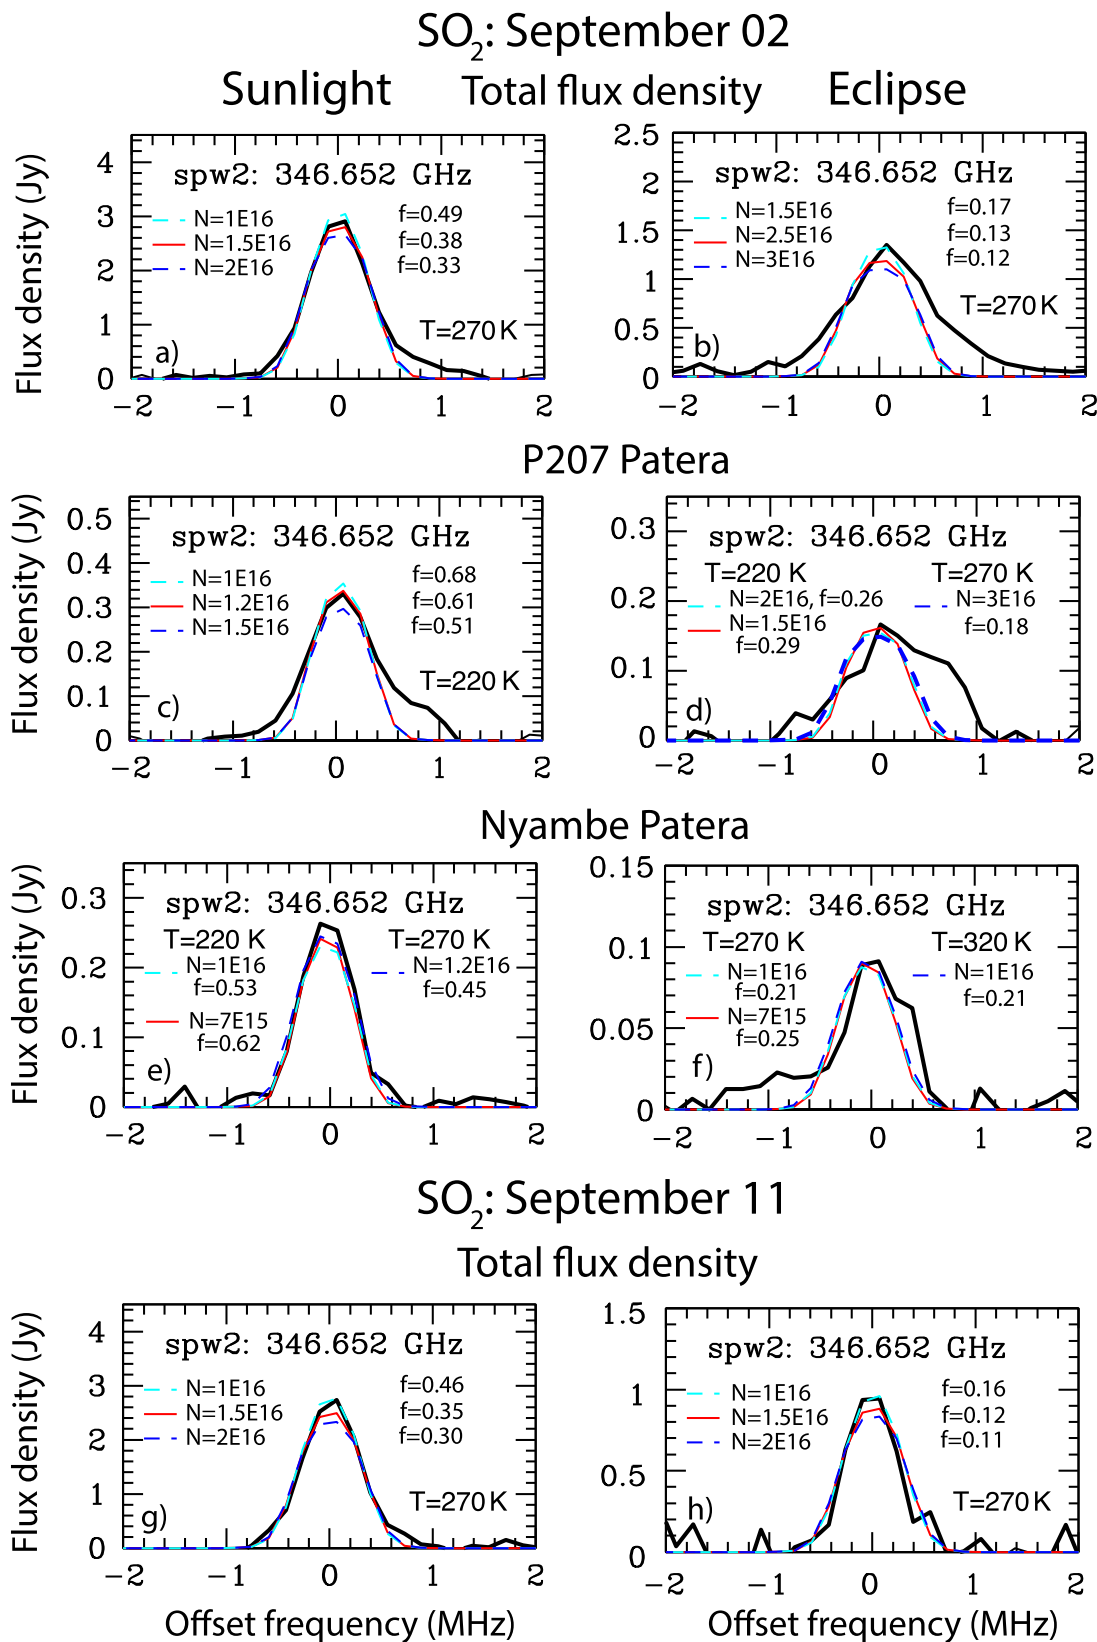 SO2: September 02
Sunlight Total flux density Eclipse
Flux density (Jy)
4
3
2
1
0
spw2: 346.652 GHz
N=1E16 f=0.49
N=1.5E16 f=0.38
N=2E16 f=0.33
T=270 K
a)
−2 −1 0 1 2
2.5
2
1.5
1
0.5
0
spw2: 346.652 GHz
N=1.5E16 f=0.17
N=2.5E16 f=0.13
N=3E16 f=0.12
T=270 K
b)
−2 −1 0 1 2
P207 Patera
Flux density (Jy)
0.5
0.4
0.3
0.2
0.1
0
spw2: 346.652 GHz
N=1E16 f=0.68
N=1.2E16 f=0.61
N=1.5E16 f=0.51
T=220 K
c)
−2 −1 0 1 2
0.3
0.2
0.1
0
spw2: 346.652 GHz
T=220 K T=270 K
N=2E16, f=0.26 N=3E16
N=1.5E16 f=0.18
f=0.29
d)
−2 −1 0 1 2
Nyambe Patera
Flux density (Jy)
0.3
0.2
0.1
0
spw2: 346.652 GHz
T=220 K T=270 K
N=1E16 N=1.2E16
f=0.53 f=0.45
N=7E15
f=0.62
e)
−2 −1 0 1 2
0.15
0.1
0.05
0
spw2: 346.652 GHz
T=270 K T=320 K
N=1E16 N=1E16
f=0.21 f=0.21
N=7E15
f=0.25
f)
−2 −1 0 1 2
SO2: September 11
Total flux density
Flux density (Jy)
4
3
2
1
0
spw2: 346.652 GHz
N=1E16 f=0.46
N=1.5E16 f=0.35
N=2E16 f=0.30
T=270 K
g)
−2 −1 0 1 2
Offset frequency (MHz)
1.5
1
0.5
0
spw2: 346.652 GHz
N=1E16 f=0.16
N=1.5E16 f=0.12
N=2E16 f=0.11
T=270 K
h)
−2 −1 0 1 2
Offset frequency (MHz)